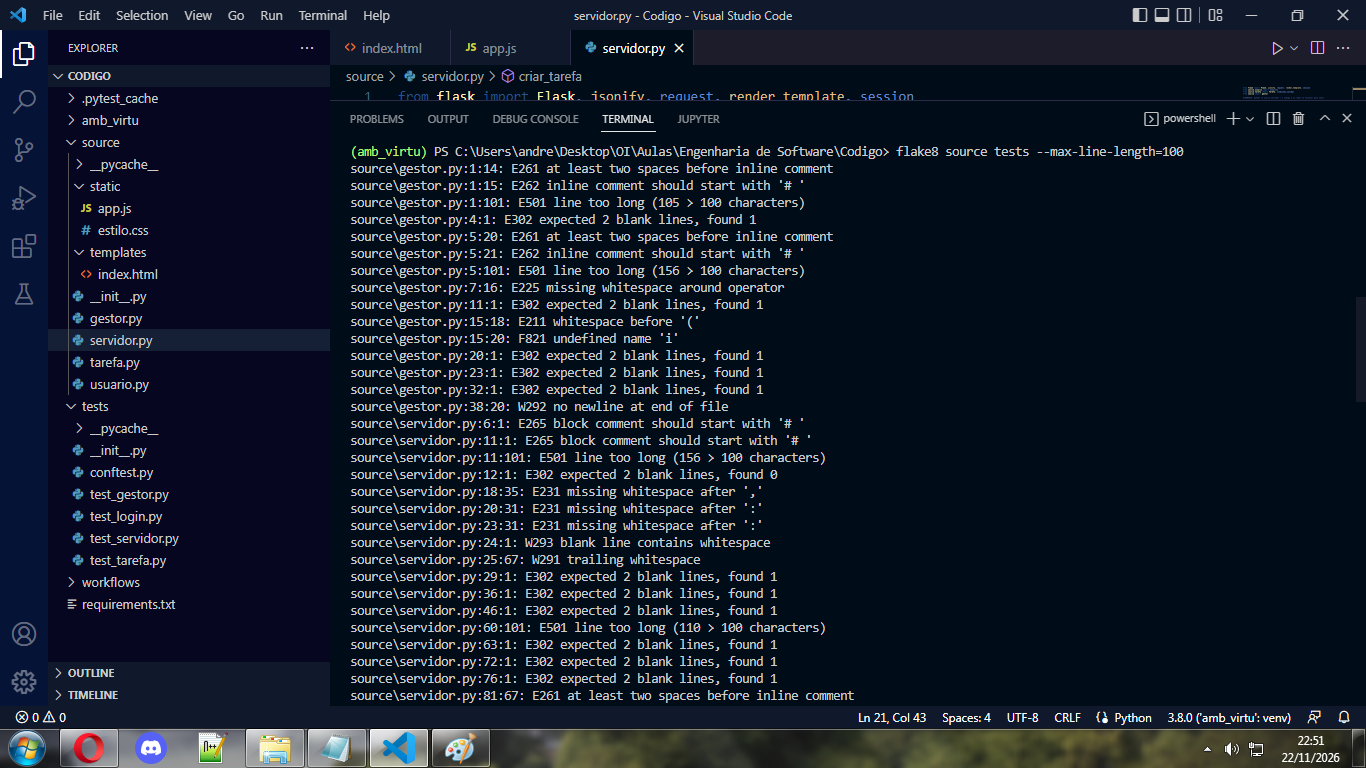 File Edit Selection View Go Run Terminal Help servidor.py - Codigo - Visual Studio Code
EXPLORER
index.html
JS app.js
servidor.py
CODIGO
.pytest_cache
amb_virtu
source
__pycache__
static
JS app.js
# estilo.css
templates
<> index.html
__init__.py
gestor.py
servidor.py
tarefa.py
usuario.py
tests
__pycache__
__init__.py
conftest.py
test_gestor.py
test_login.py
test_servidor.py
test_tarefa.py
workflows
requirements.txt
OUTLINE
TIMELINE
source > servidor.py > criar_tarefa
1 from flask import Flask, jsonify, request, render_template, session
PROBLEMS OUTPUT DEBUG CONSOLE TERMINAL JUPYTER
powershell
(amb_virtu) PS C:\Users\andre\Desktop\OI\Aulas\Engenharia de Software\Codigo> flake8 source tests --max-line-length=100
source\gestor.py:1:14: E261 at least two spaces before inline comment
source\gestor.py:1:15: E262 inline comment should start with '# '
source\gestor.py:1:101: E501 line too long (105 > 100 characters)
source\gestor.py:4:1: E302 expected 2 blank lines, found 1
source\gestor.py:5:20: E261 at least two spaces before inline comment
source\gestor.py:5:21: E262 inline comment should start with '# '
source\gestor.py:5:101: E501 line too long (156 > 100 characters)
source\gestor.py:7:16: E225 missing whitespace around operator
source\gestor.py:11:1: E302 expected 2 blank lines, found 1
source\gestor.py:15:18: E211 whitespace before '('
source\gestor.py:15:20: F821 undefined name 'i'
source\gestor.py:20:1: E302 expected 2 blank lines, found 1
source\gestor.py:23:1: E302 expected 2 blank lines, found 1
source\gestor.py:32:1: E302 expected 2 blank lines, found 1
source\gestor.py:38:20: W292 no newline at end of file
source\servidor.py:6:1: E265 block comment should start with '# '
source\servidor.py:11:1: E265 block comment should start with '# '
source\servidor.py:11:101: E501 line too long (156 > 100 characters)
source\servidor.py:12:1: E302 expected 2 blank lines, found 0
source\servidor.py:18:35: E231 missing whitespace after ','
source\servidor.py:20:31: E231 missing whitespace after ':'
source\servidor.py:23:31: E231 missing whitespace after ':'
source\servidor.py:24:1: W293 blank line contains whitespace
source\servidor.py:25:67: W291 trailing whitespace
source\servidor.py:29:1: E302 expected 2 blank lines, found 1
source\servidor.py:36:1: E302 expected 2 blank lines, found 1
source\servidor.py:46:1: E302 expected 2 blank lines, found 1
source\servidor.py:60:101: E501 line too long (110 > 100 characters)
source\servidor.py:63:1: E302 expected 2 blank lines, found 1
source\servidor.py:72:1: E302 expected 2 blank lines, found 1
source\servidor.py:76:1: E302 expected 2 blank lines, found 1
source\servidor.py:81:67: E261 at least two spaces before inline comment
0 0 Ln 21, Col 43 Spaces: 4 UTF-8 CRLF Python 3.8.0 ('amb_virtu': venv)
22:51
22/11/2026